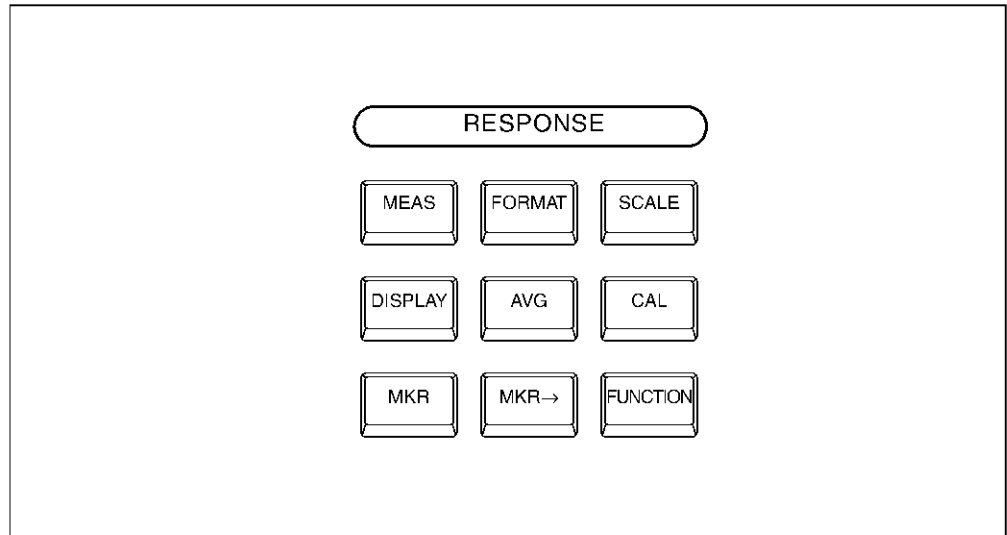 RESPONSE
MEAS FORMAT SCALE
DISPLAY AVG CAL
MKR MKR→ FUNCTION